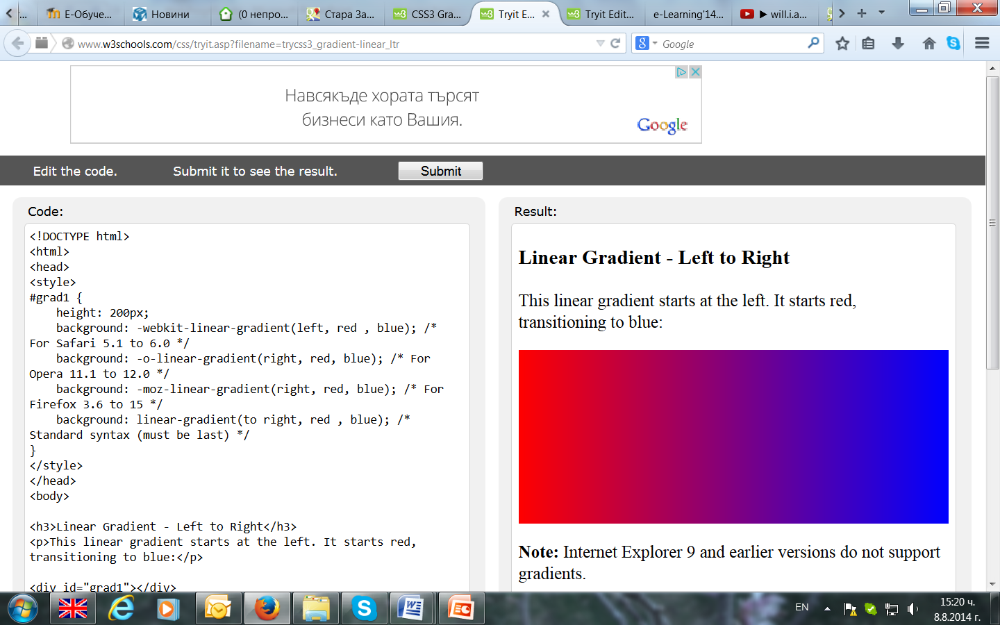 ...
Е-Обуче...
Новини
(0 непро...
Стара За...
CSS3 Gra...
Tryit E...
Tryit Edit...
e-Learning'14...
▶ will.i.a...
www.w3schools.com/css/tryit.asp?filename=trycss3_gradient-linear_ltr
Google
Навсякъде хората търсят
бизнеси като Вашия.
Google
Edit the code.
Submit it to see the result.
Submit
Code:
<!DOCTYPE html>
<html>
<head>
<style>
#grad1 {
    height: 200px;
    background: -webkit-linear-gradient(left, red , blue); /*
For Safari 5.1 to 6.0 */
    background: -o-linear-gradient(right, red, blue); /* For
Opera 11.1 to 12.0 */
    background: -moz-linear-gradient(right, red, blue); /* For
Firefox 3.6 to 15 */
    background: linear-gradient(to right, red , blue); /*
Standard syntax (must be last) */
}
</style>
</head>
<body>
<h3>Linear Gradient - Left to Right</h3>
<p>This linear gradient starts at the left. It starts red,
transitioning to blue:</p>
<div id="grad1"></div>
Result:
Linear Gradient - Left to Right
This linear gradient starts at the left. It starts red,
transitioning to blue:
Note: Internet Explorer 9 and earlier versions do not support
gradients.
EN
15:20 ч.
8.8.2014 г.